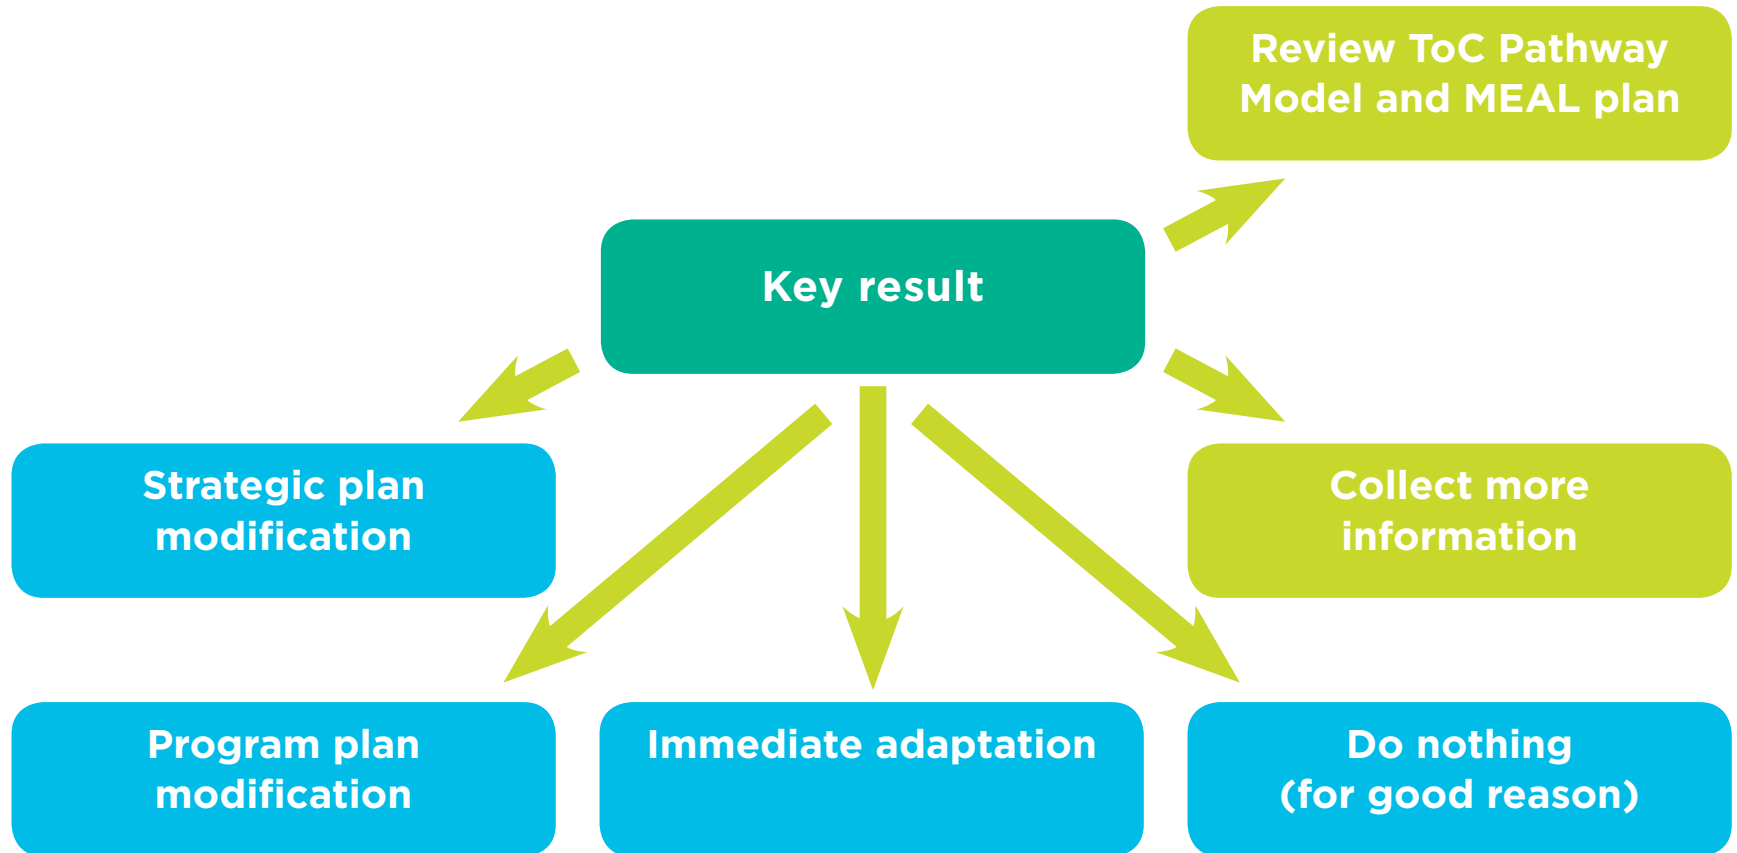 Review ToC Pathway
Model and MEAL plan
Key result
Strategic plan
modification
Collect more
information
Program plan
modification
Immediate adaptation
Do nothing
(for good reason)